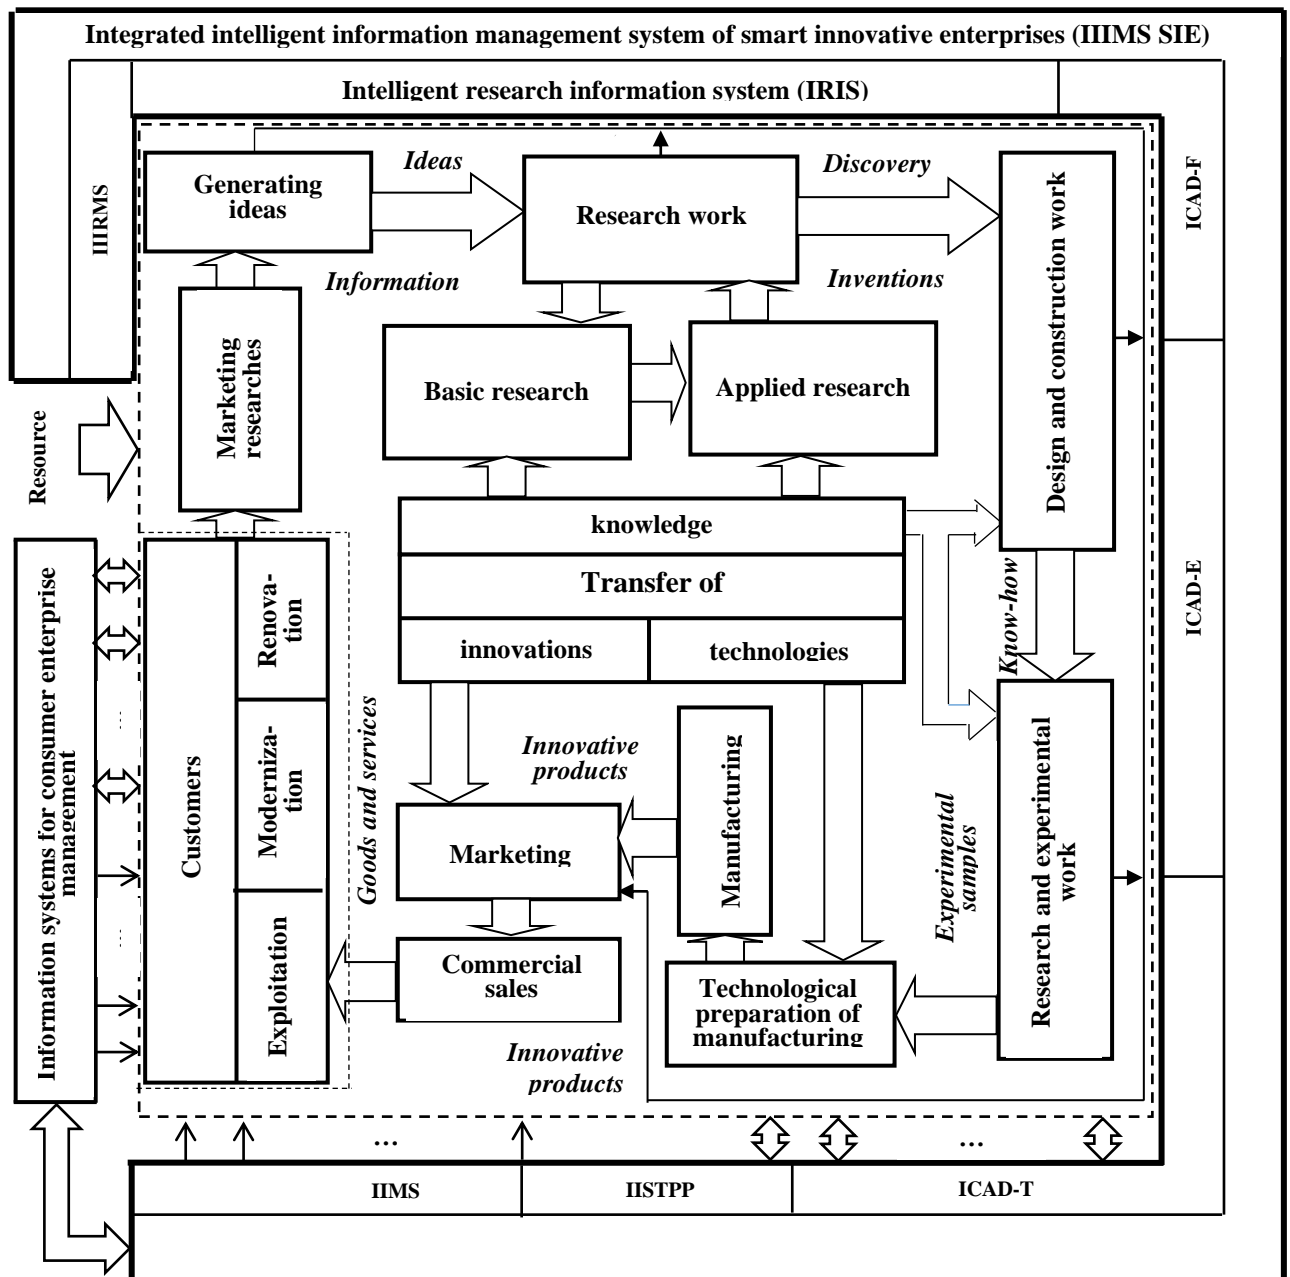 Integrated intelligent information management system of smart innovative enterprises (IIIMS SIE)
Intelligent research information system (IRIS)
IIIRMS
ICAD-F
Generating
ideas
Ideas
Research work
Discovery
Design and construction work
Information
Inventions
Marketing
researches
Basic research
Applied research
Resource
knowledge
Transfer of
innovations
technologies
Know-how
ICAD-E
Information systems for consumer enterprise
management
...
...
Customers
Renova-
tion
Moderniza-
tion
Exploitation
Goods and services
Innovative
products
Manufacturing
Marketing
Experimental
samples
Research and experimental
work
Commercial
sales
Technological
preparation of
manufacturing
Innovative
products
...
...
IIMS
IISTPP
ICAD-T